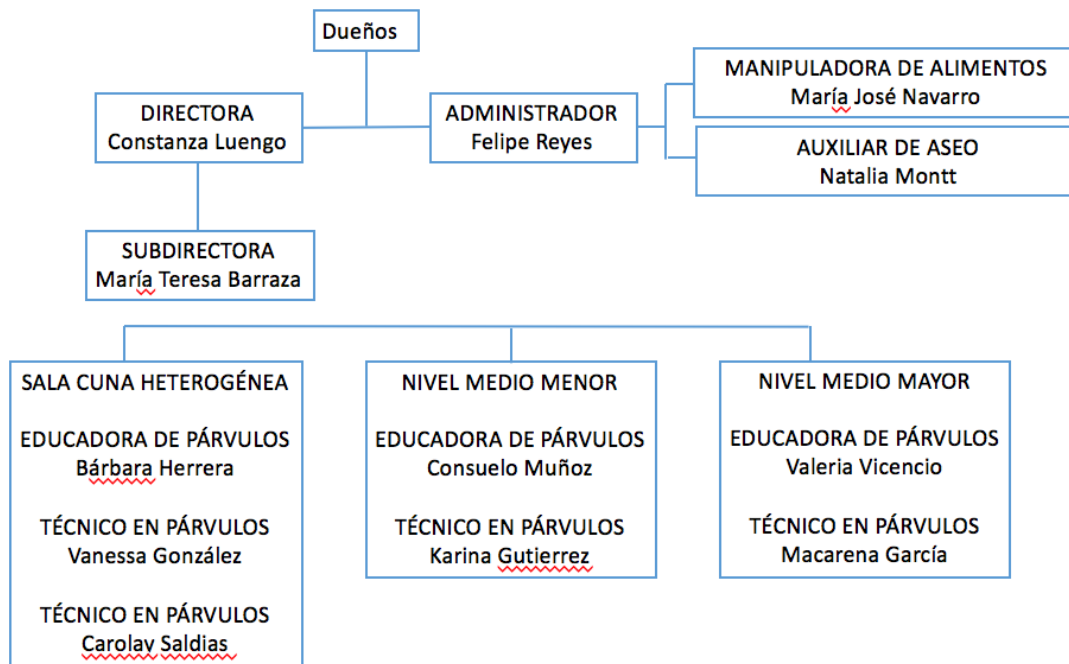 Dueños
DIRECTORA
Constanza Luengo
ADMINISTRADOR
Felipe Reyes
MANIPULADORA DE ALIMENTOS
María José Navarro
AUXILIAR DE ASEO
Natalia Montt
SUBDIRECTORA
María Teresa Barraza
SALA CUNA HETEROGÉNEA
EDUCADORA DE PÁRVULOS
Bárbara Herrera
TÉCNICO EN PÁRVULOS
Vanessa González
TÉCNICO EN PÁRVULOS
Carolay Saldias
NIVEL MEDIO MENOR
EDUCADORA DE PÁRVULOS
Consuelo Muñoz
TÉCNICO EN PÁRVULOS
Karina Gutierrez
NIVEL MEDIO MAYOR
EDUCADORA DE PÁRVULOS
Valeria Vicencio
TÉCNICO EN PÁRVULOS
Macarena García